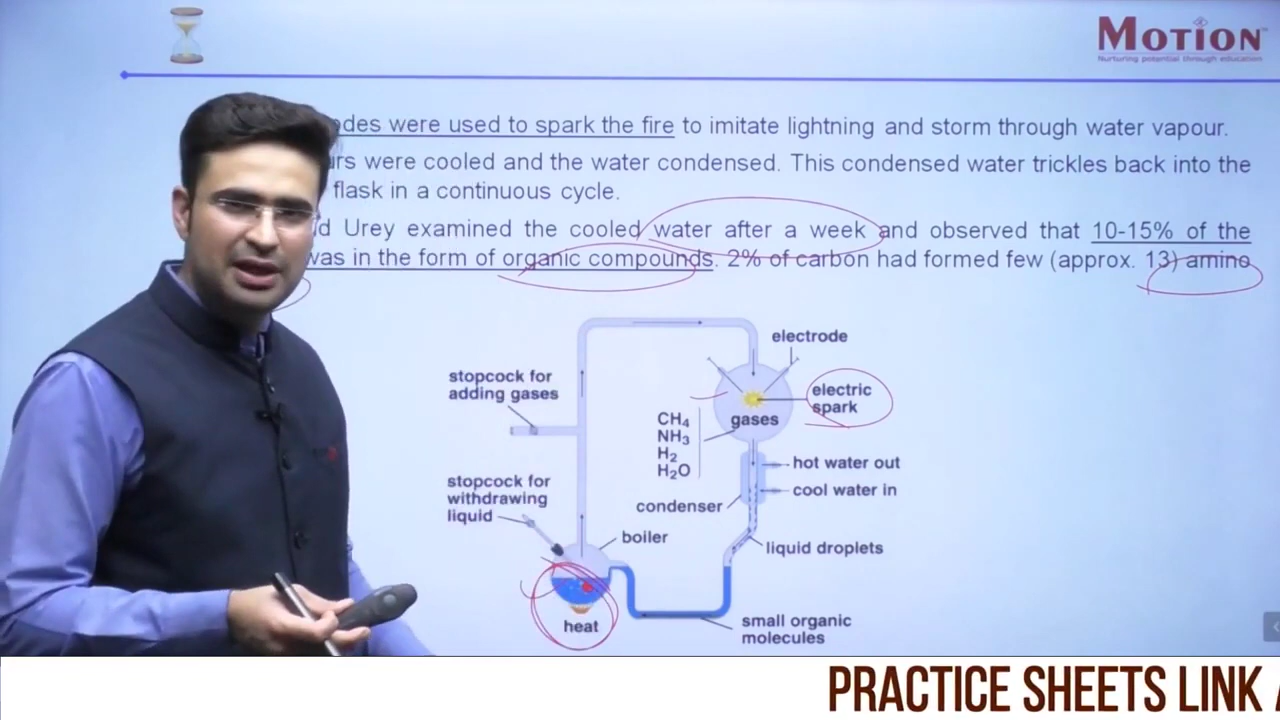 MOTION
Nurturing potential through education
odes were used to spark the fire to imitate lightning and storm through water vapour.
urs were cooled and the water condensed. This condensed water trickles back into the
flask in a continuous cycle.
d Urey examined the cooled water after a week and observed that 10-15% of the
was in the form of organic compounds. 2% of carbon had formed few (approx. 13) amino
electrode
stopcock for
adding gases
electric
spark
gases
CH₄
NH₃
H₂
H₂O
hot water out
cool water in
stopcock for
withdrawing
liquid
condenser
boiler
liquid droplets
heat
small organic
molecules
PRACTICE SHEETS LINK